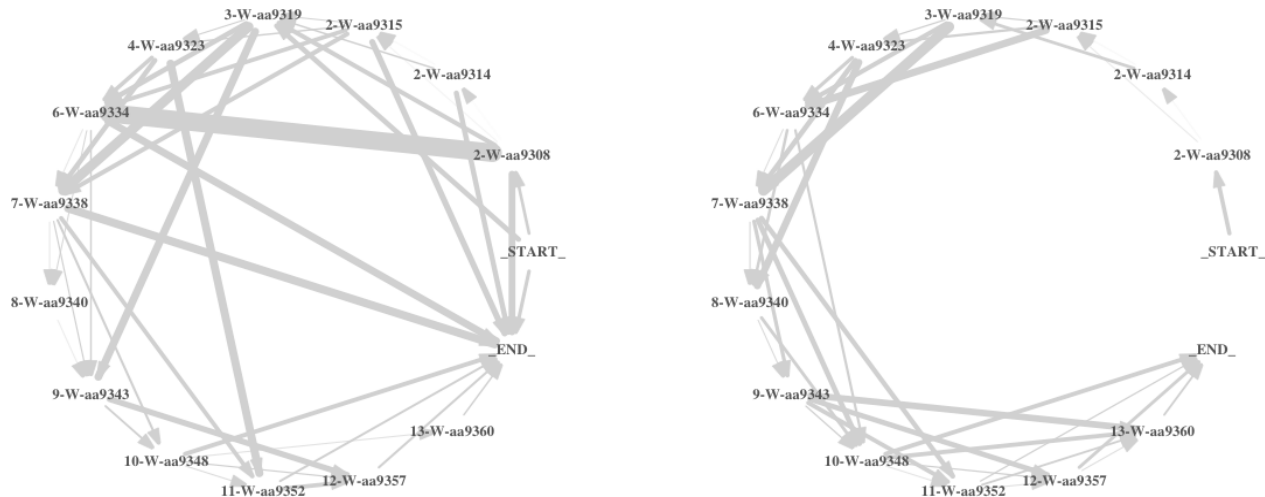 3-W-aa9319
2-W-aa9315
4-W-aa9323
2-W-aa9314
6-W-aa9334
2-W-aa9308
7-W-aa9338
_START_
8-W-aa9340
_END_
9-W-aa9343
13-W-aa9360
10-W-aa9348
12-W-aa9357
11-W-aa9352
3-W-aa9319
2-W-aa9315
4-W-aa9323
2-W-aa9314
6-W-aa9334
2-W-aa9308
7-W-aa9338
_START_
8-W-aa9340
_END_
9-W-aa9343
13-W-aa9360
10-W-aa9348
12-W-aa9357
11-W-aa9352